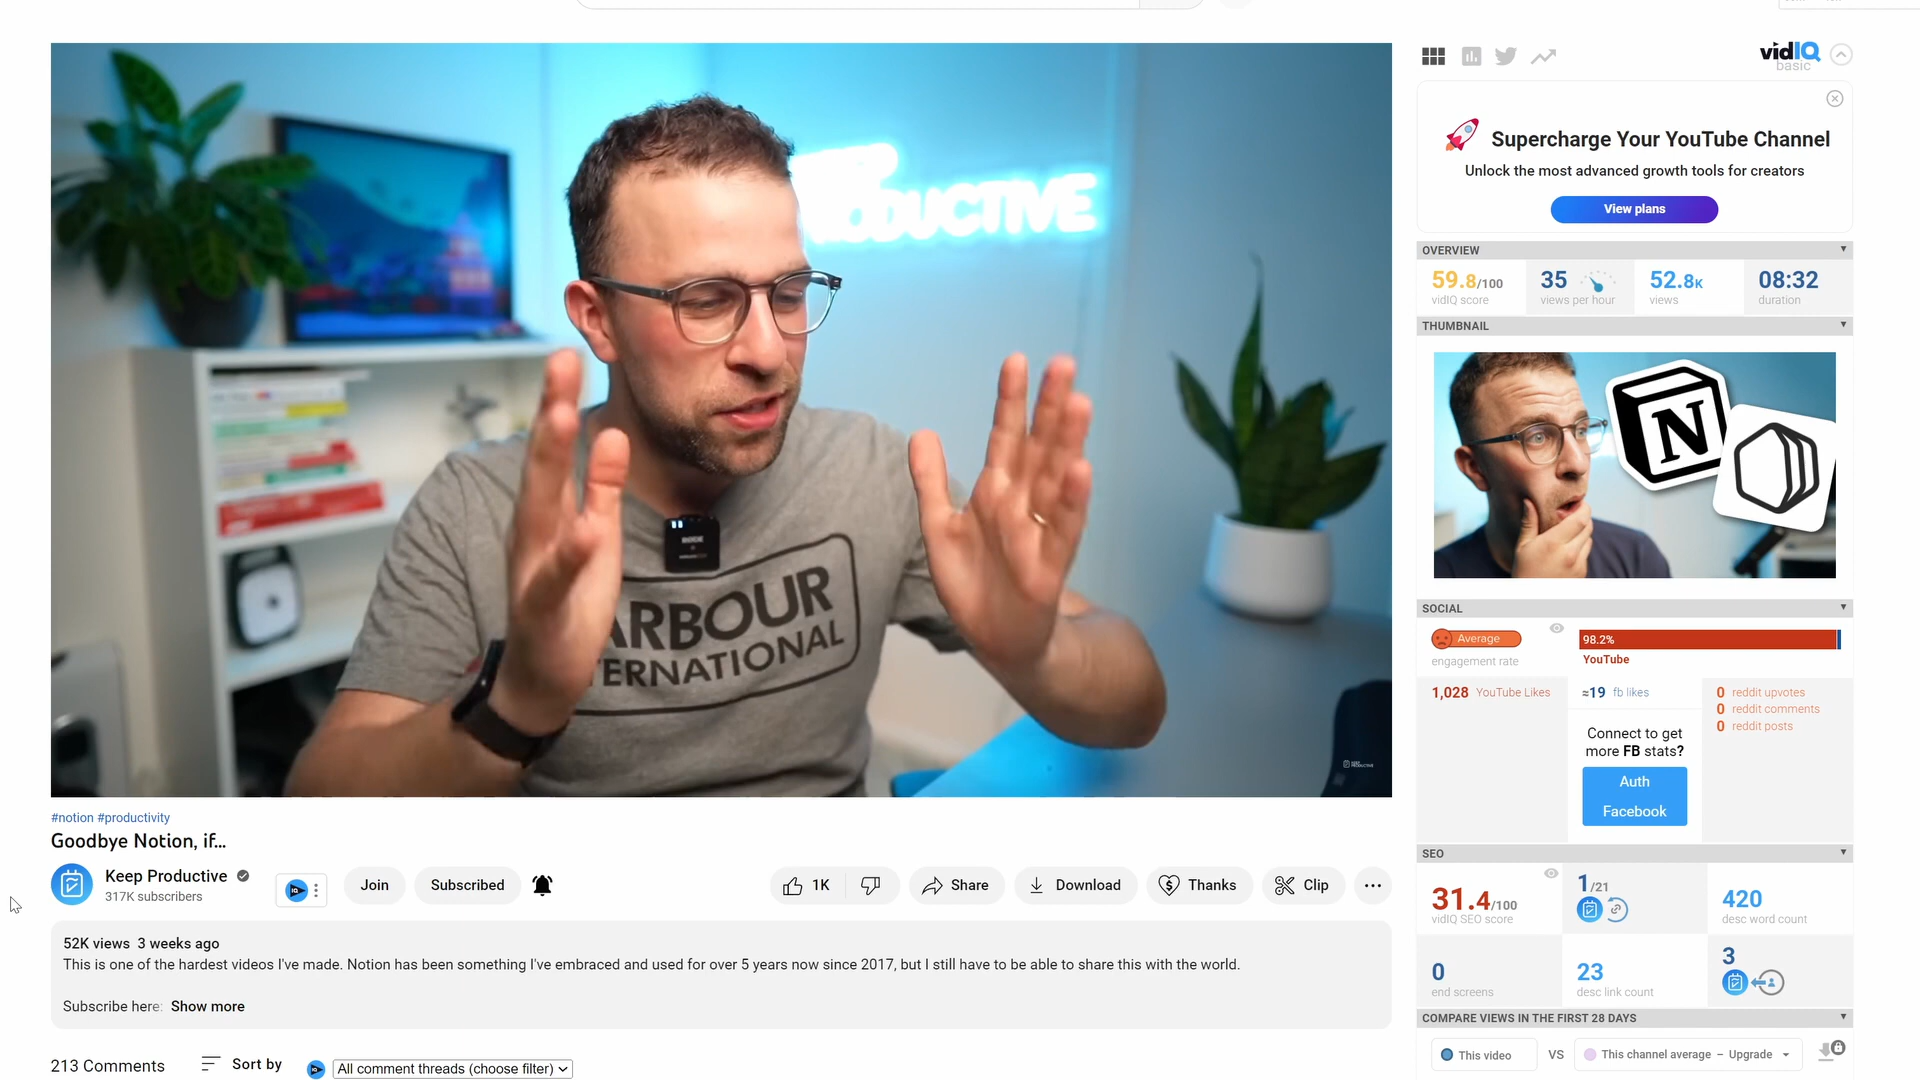 PRODUCTIVE
RODE
ARBOUR
TERNATIONAL
#notion #productivity
Goodbye Notion, if...
Keep Productive
317K subscribers
Join
Subscribed
1K
Share
Download
Thanks
Clip
52K views 3 weeks ago
This is one of the hardest videos I've made. Notion has been something I've embraced and used for over 5 years now since 2017, but I still have to be able to share this with the world.
Subscribe here: Show more
213 Comments
Sort by
All comment threads (choose filter)
vidIQ
basic
Supercharge Your YouTube Channel
Unlock the most advanced growth tools for creators
View plans
OVERVIEW
59.8/100
vidIQ score
35
views per hour
52.8K
views
08:32
duration
THUMBNAIL
N
SOCIAL
Average
engagement rate
98.2%
YouTube
1,028 YouTube Likes
≈19 fb likes
Connect to get
more FB stats?
Auth
Facebook
0 reddit upvotes
0 reddit comments
0 reddit posts
SEO
31.4/100
vidIQ SEO score
1/21
420
desc word count
0
end screens
23
desc link count
3
COMPARE VIEWS IN THE FIRST 28 DAYS
This video
VS
This channel average – Upgrade